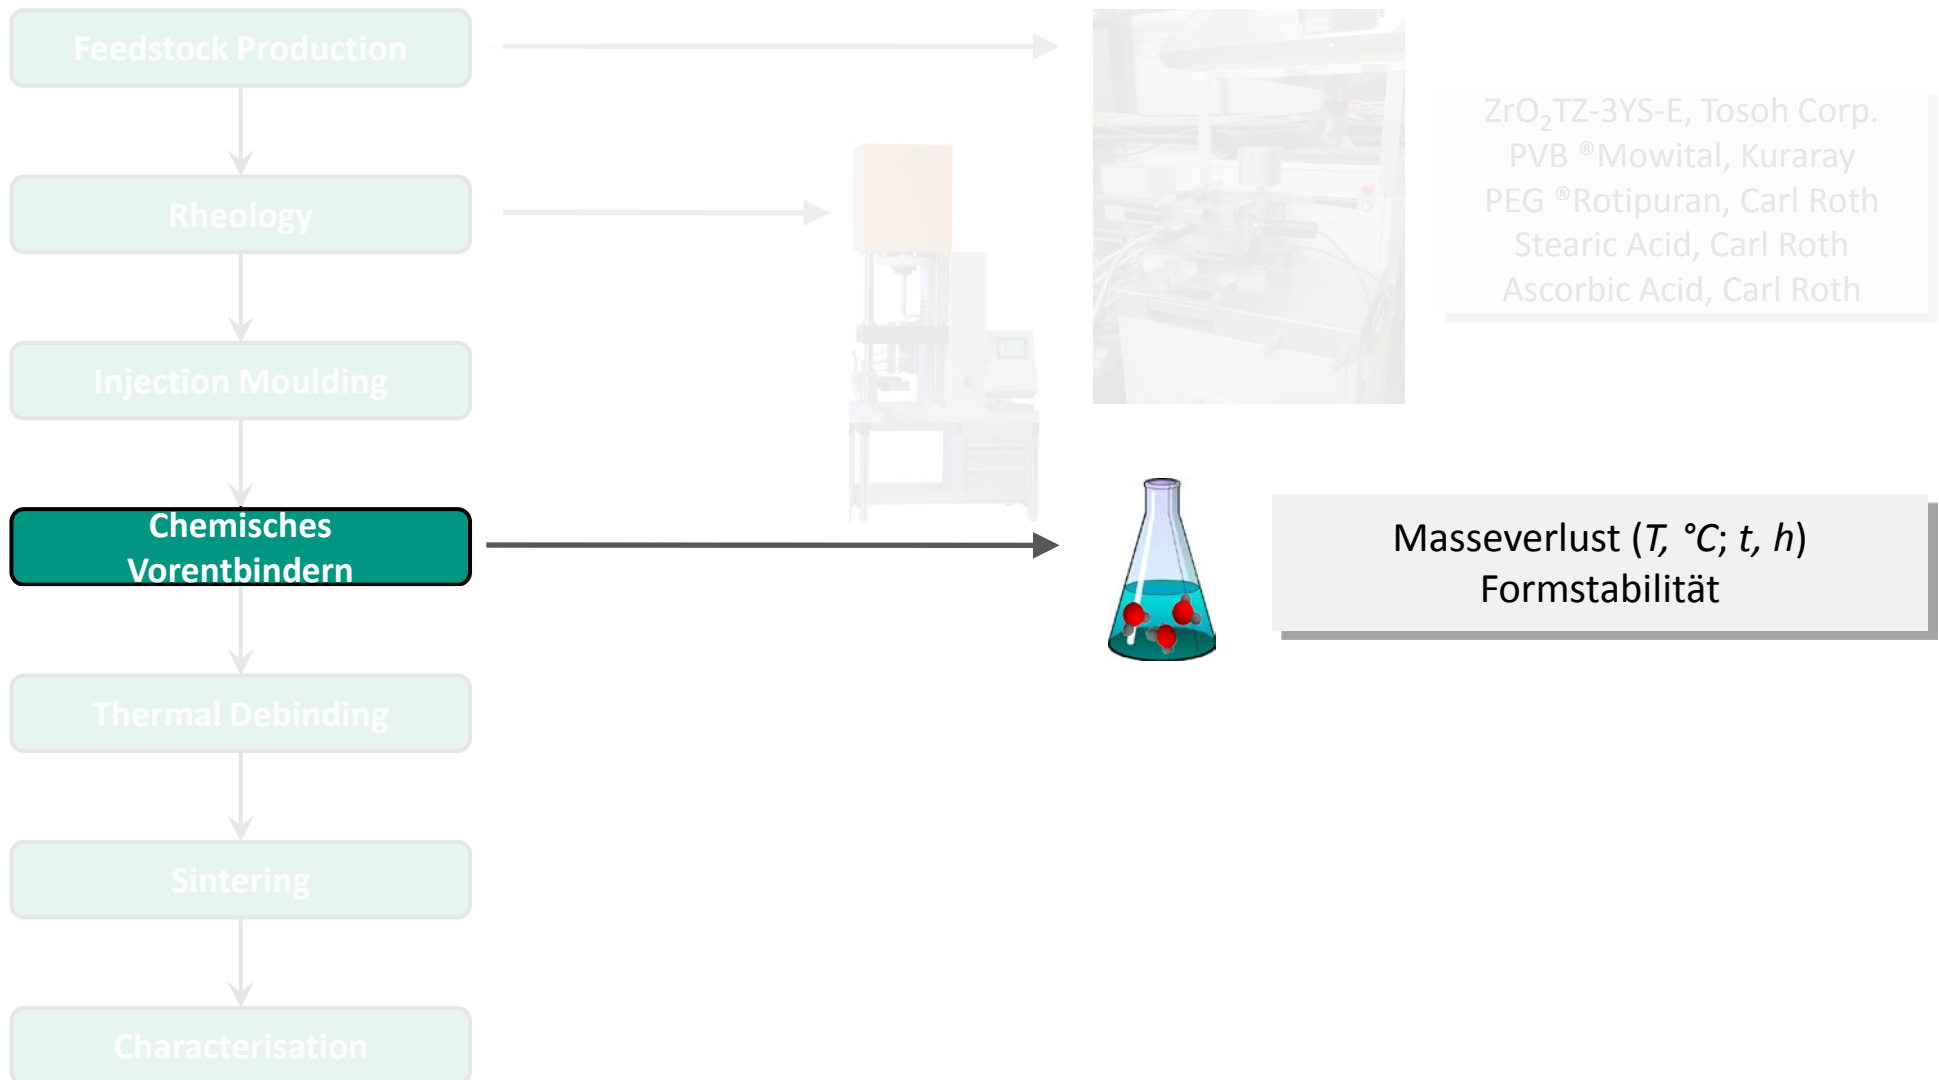 Feedstock Production
ZrO₂TZ-3YS-E, Tosoh Corp.
PVB ®Mowital, Kuraray
PEG ®Rotipuran, Carl Roth
Stearic Acid, Carl Roth
Ascorbic Acid, Carl Roth
Rheology
Injection Moulding
Chemisches
Vorentbindern
Masseverlust (T, °C; t, h)
Formstabilität
Thermal Debinding
Sintering
Characterisation